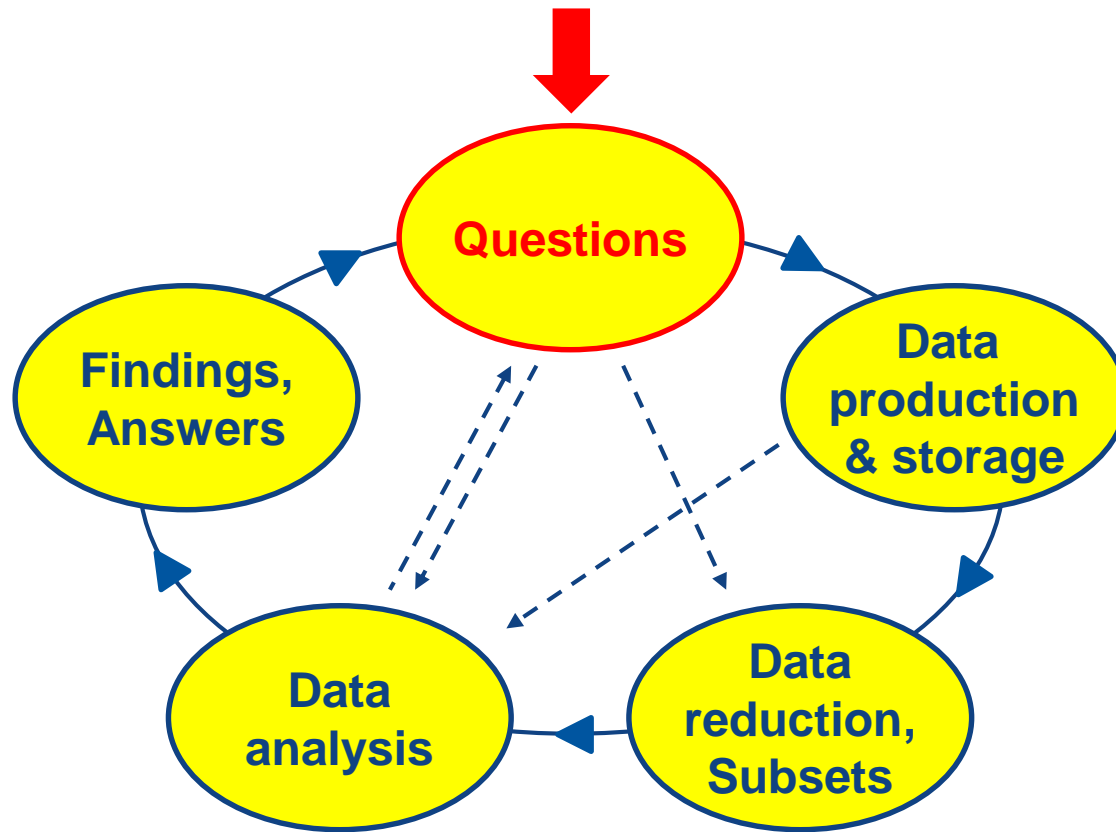 Questions
Data
production
& storage
Data
reduction,
Subsets
Data
analysis
Findings,
Answers